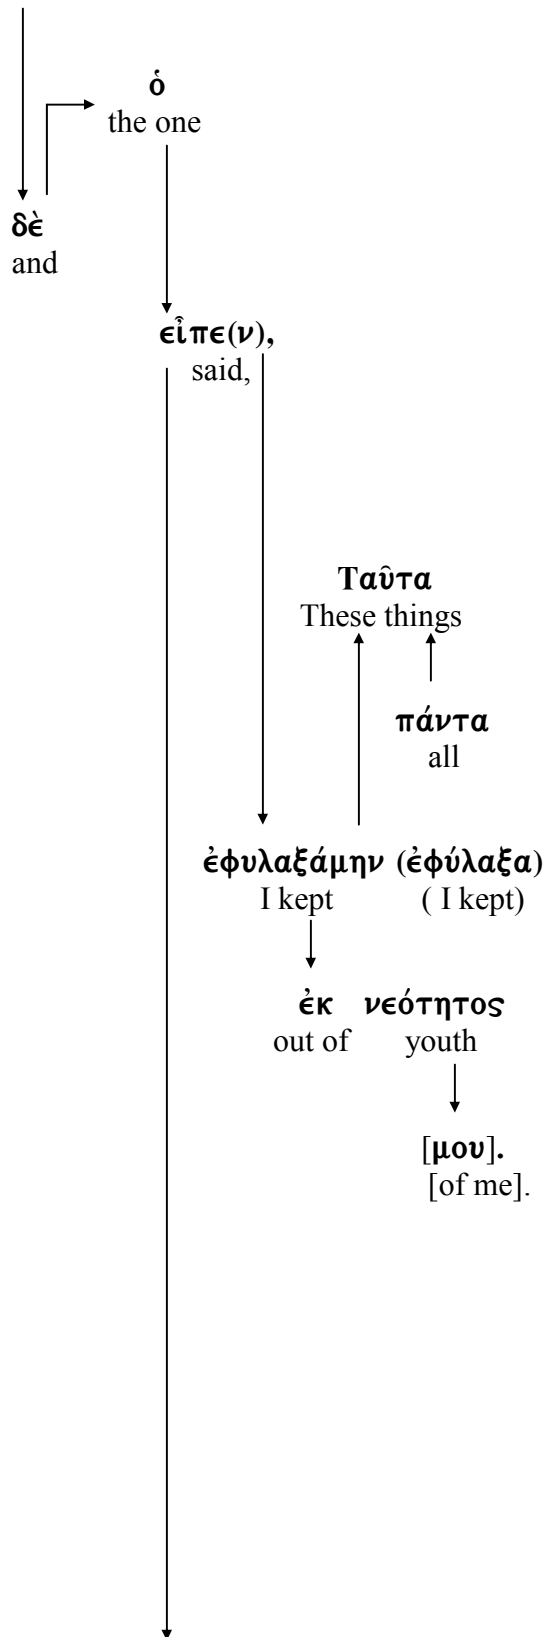 ὁ
the one
δὲ
and
εἶπε(ν),
said,
Ταῦτα
These things
πάντα
all
ἐφυλαξάμην (ἐφύλαξα)
I kept ( I kept)
ἐκ νεότητος
out of youth
[μου].
[of me].